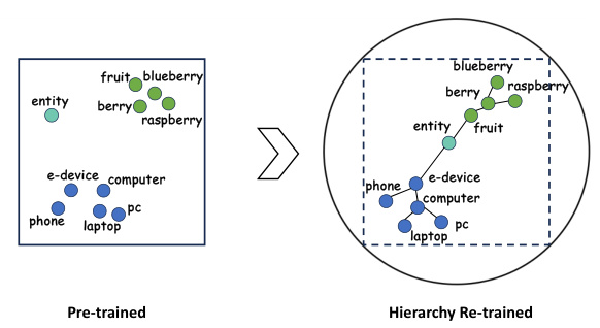 fruit blueberry
berry
raspberry
entity
e-device
computer
phone
laptop
pc
Pre-trained
blueberry
berry
raspberry
entity
fruit
phone
e-device
computer
laptop
pc
Hierarchy Re-trained